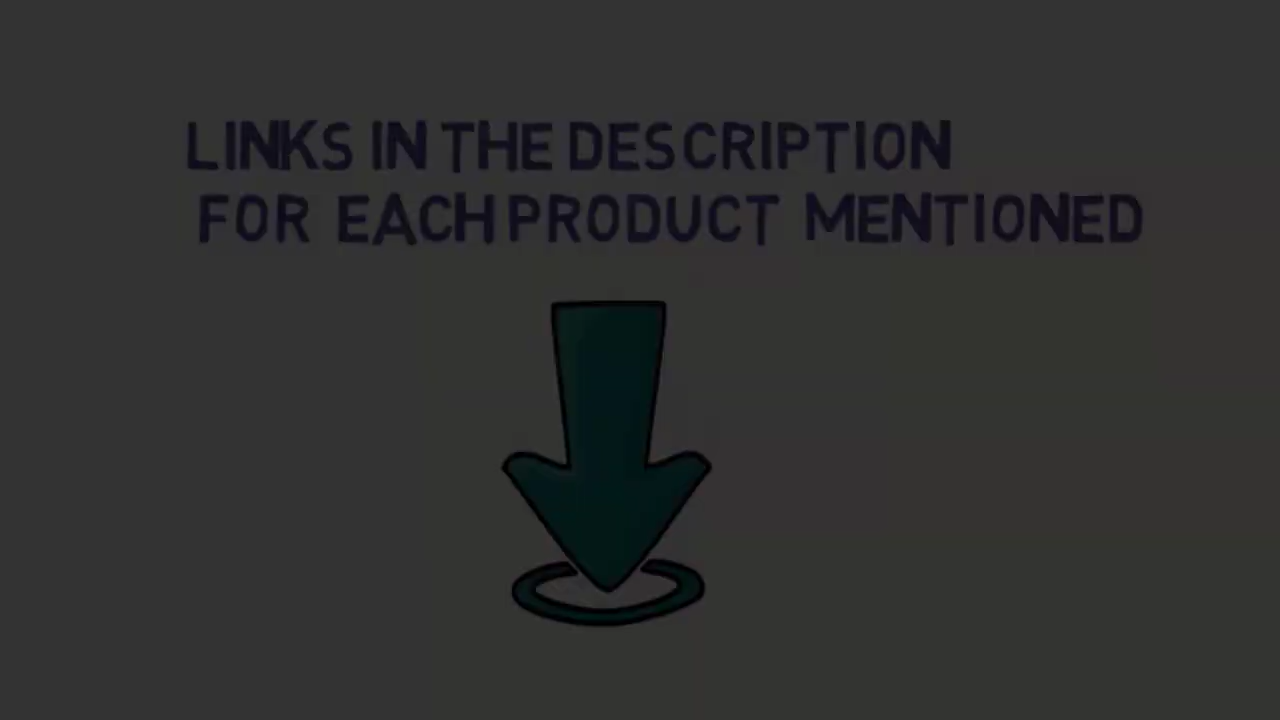 LINKS IN THE DESCRIPTION
FOR EACH PRODUCT MENTIONED